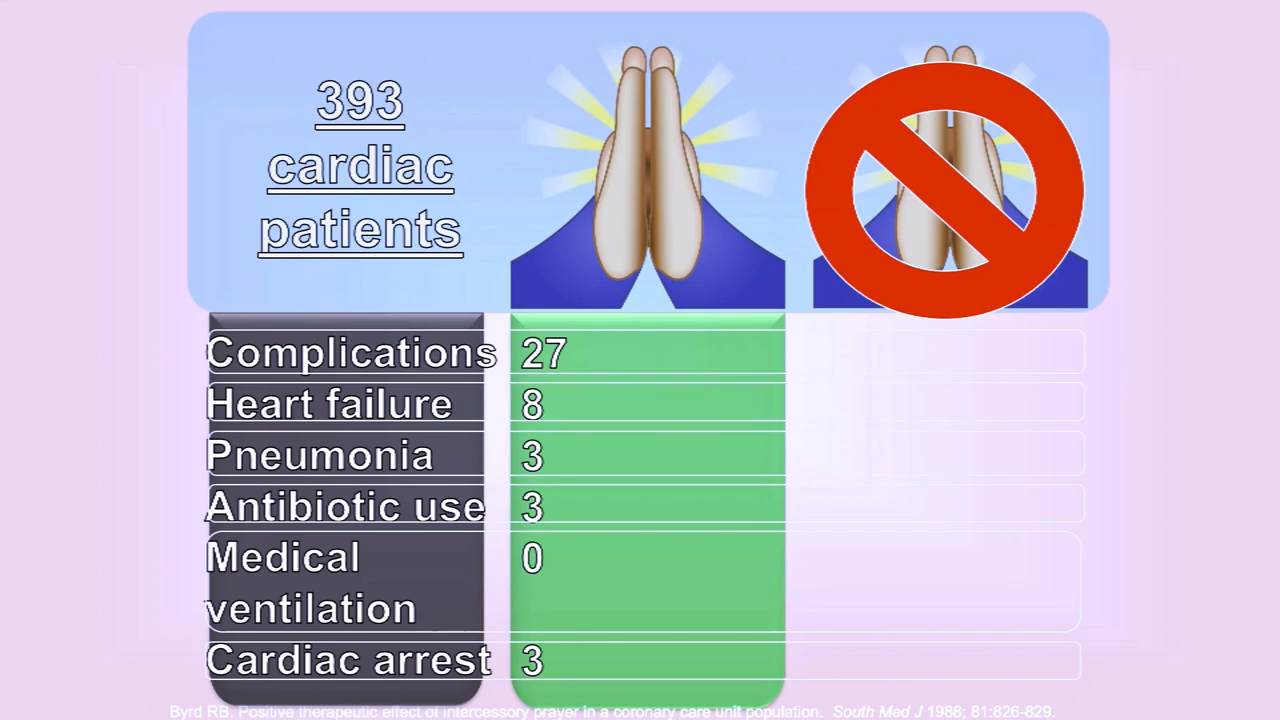 393
cardiac
patients
Complications 27
Heart failure 8
Pneumonia 3
Antibiotic use 3
Medical 0
ventilation
Cardiac arrest 3
Byrd RB. Positive therapeutic effect of intercessory prayer in a coronary care unit population. South Med J 1988; 81:826-829.